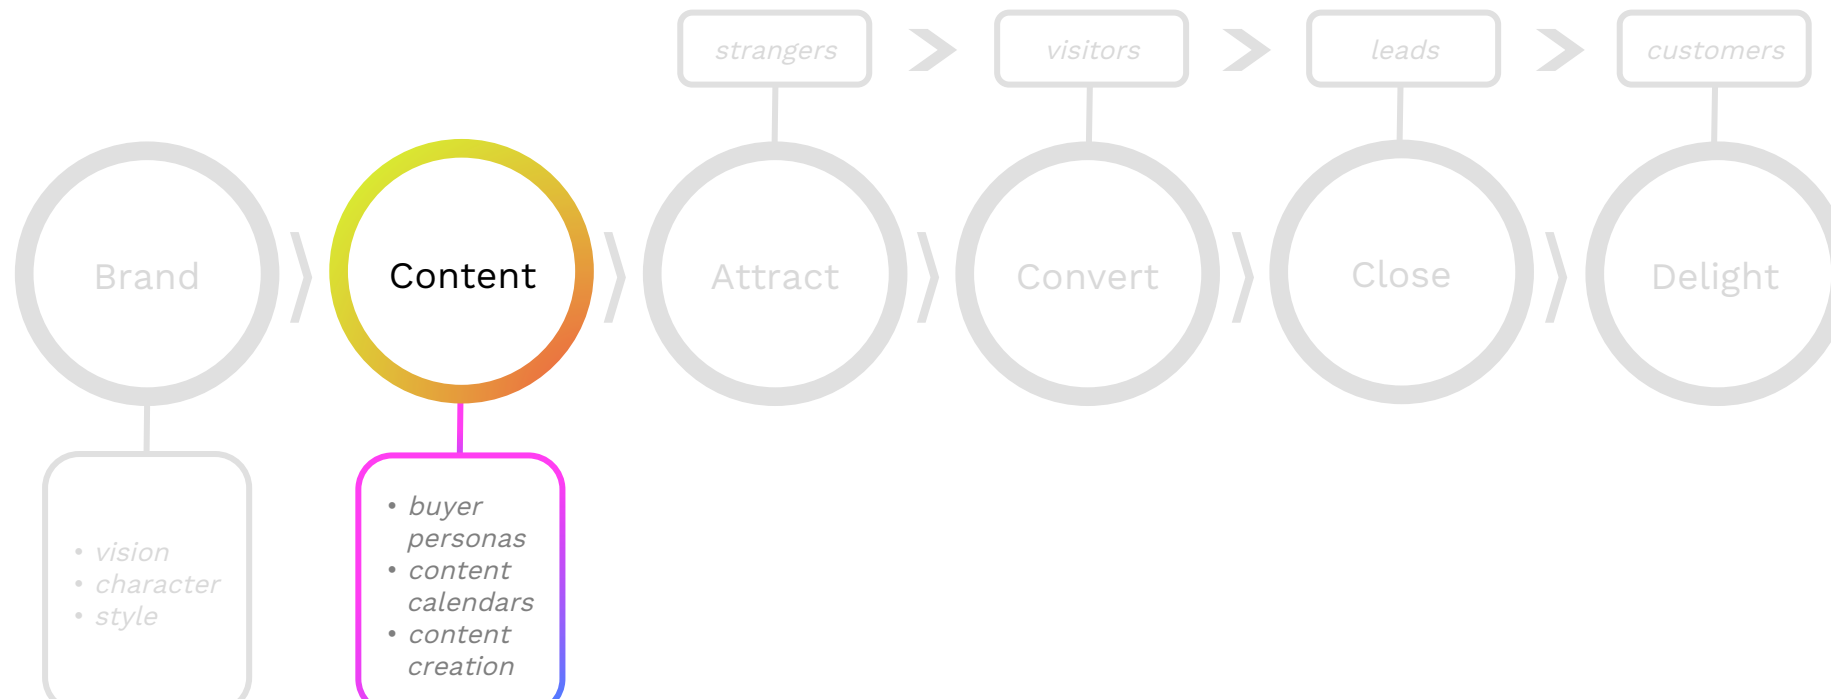 strangers
visitors
leads
customers
Brand
Content
Attract
Convert
Close
Delight
• vision
• character
• style
• buyer
personas
• content
calendars
• content
creation